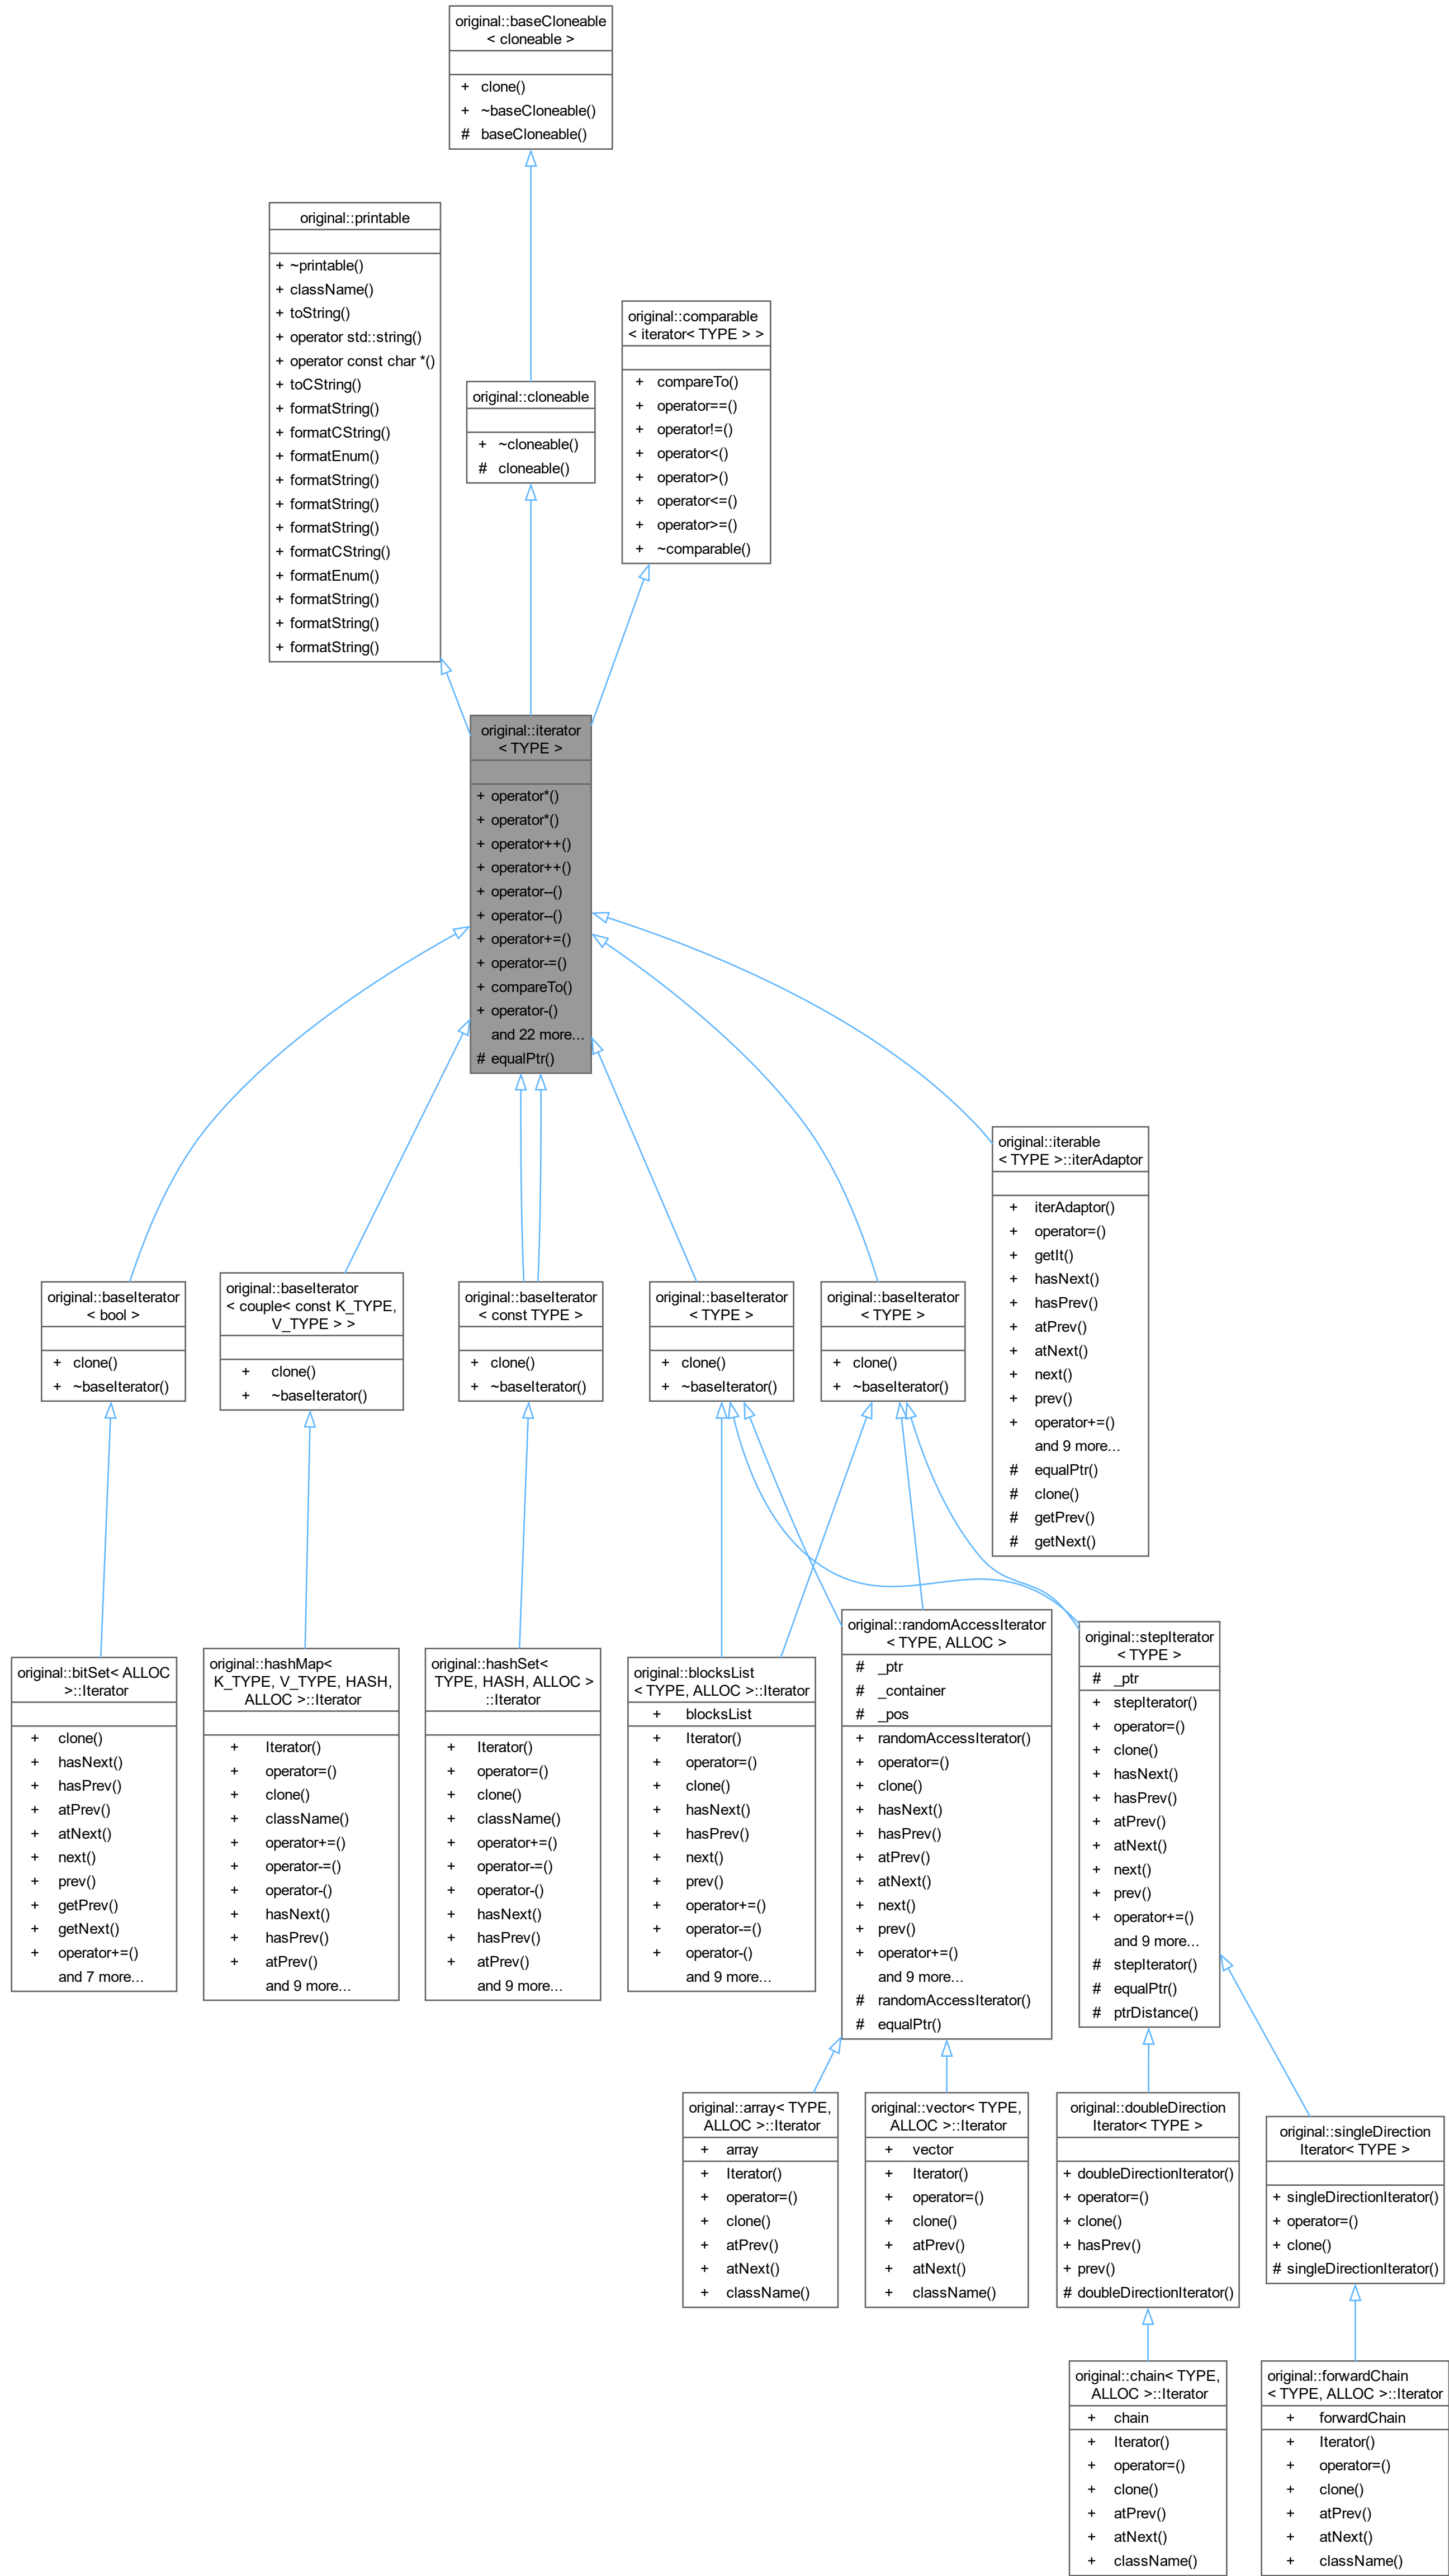 original::baseCloneable
< cloneable >
+ clone()
+ ~baseCloneable()
# baseCloneable()
original::printable
+ ~printable()
+ className()
+ toString()
+ operator std::string()
+ operator const char *()
+ toCString()
+ formatString()
+ formatCString()
+ formatEnum()
+ formatString()
+ formatString()
+ formatString()
+ formatCString()
+ formatEnum()
+ formatString()
+ formatString()
+ formatString()
original::cloneable
+ ~cloneable()
# cloneable()
original::comparable
< iterator< TYPE > >
+ compareTo()
+ operator==()
+ operator!=()
+ operator<()
+ operator>()
+ operator<=()
+ operator>=()
+ ~comparable()
original::iterator
< TYPE >
+ operator*()
+ operator*()
+ operator++()
+ operator++()
+ operator--()
+ operator--()
+ operator+=()
+ operator-=()
+ compareTo()
+ operator-()
and 22 more...
# equalPtr()
original::iterable
< TYPE >::iterAdaptor
+ iterAdaptor()
+ operator=()
+ getIt()
+ hasNext()
+ hasPrev()
+ atPrev()
+ atNext()
+ next()
+ prev()
+ operator+=()
and 9 more...
# equalPtr()
# clone()
# getPrev()
# getNext()
original::baseIterator
< bool >
+ clone()
+ ~baseIterator()
original::baseIterator
< couple< const K_TYPE,
V_TYPE > >
+ clone()
+ ~baseIterator()
original::baseIterator
< const TYPE >
+ clone()
+ ~baseIterator()
original::baseIterator
< TYPE >
+ clone()
+ ~baseIterator()
original::baseIterator
< TYPE >
+ clone()
+ ~baseIterator()
original::bitSet< ALLOC
>::Iterator
+ clone()
+ hasNext()
+ hasPrev()
+ atPrev()
+ atNext()
+ next()
+ prev()
+ getPrev()
+ getNext()
+ operator+=()
and 7 more...
original::hashMap<
K_TYPE, V_TYPE, HASH,
ALLOC >::Iterator
+ Iterator()
+ operator=()
+ clone()
+ className()
+ operator+=()
+ operator-=()
+ operator-()
+ hasNext()
+ hasPrev()
+ atPrev()
and 9 more...
original::hashSet<
TYPE, HASH, ALLOC >
::Iterator
+ Iterator()
+ operator=()
+ clone()
+ className()
+ operator+=()
+ operator-=()
+ operator-()
+ hasNext()
+ hasPrev()
+ atPrev()
and 9 more...
original::blocksList
< TYPE, ALLOC >::Iterator
+ blocksList
+ Iterator()
+ operator=()
+ clone()
+ hasNext()
+ hasPrev()
+ next()
+ prev()
+ operator+=()
+ operator-=()
+ operator-()
and 9 more...
original::randomAccessIterator
< TYPE, ALLOC >
# _ptr
# _container
# _pos
+ randomAccessIterator()
+ operator=()
+ clone()
+ hasNext()
+ hasPrev()
+ atPrev()
+ atNext()
+ next()
+ prev()
+ operator+=()
and 9 more...
# randomAccessIterator()
# equalPtr()
original::stepIterator
< TYPE >
# _ptr
+ stepIterator()
+ operator=()
+ clone()
+ hasNext()
+ hasPrev()
+ atPrev()
+ atNext()
+ next()
+ prev()
+ operator+=()
and 9 more...
# stepIterator()
# equalPtr()
# ptrDistance()
original::array< TYPE,
ALLOC >::Iterator
+ array
+ Iterator()
+ operator=()
+ clone()
+ atPrev()
+ atNext()
+ className()
original::vector< TYPE,
ALLOC >::Iterator
+ vector
+ Iterator()
+ operator=()
+ clone()
+ atPrev()
+ atNext()
+ className()
original::doubleDirection
Iterator< TYPE >
+ doubleDirectionIterator()
+ operator=()
+ clone()
+ hasPrev()
+ prev()
# doubleDirectionIterator()
original::singleDirection
Iterator< TYPE >
+ singleDirectionIterator()
+ operator=()
+ clone()
# singleDirectionIterator()
original::chain< TYPE,
ALLOC >::Iterator
+ chain
+ Iterator()
+ operator=()
+ clone()
+ atPrev()
+ atNext()
+ className()
original::forwardChain
< TYPE, ALLOC >::Iterator
+ forwardChain
+ Iterator()
+ operator=()
+ clone()
+ atPrev()
+ atNext()
+ className()